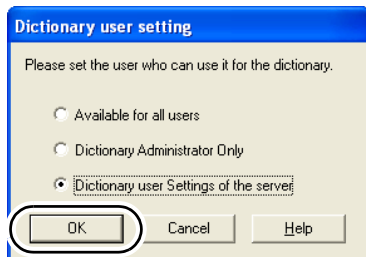 Dictionary user setting
Please set the user who can use it for the dictionary.
Available for all users
Dictionary Administrator Only
Dictionary user Settings of the server
OK Cancel Help